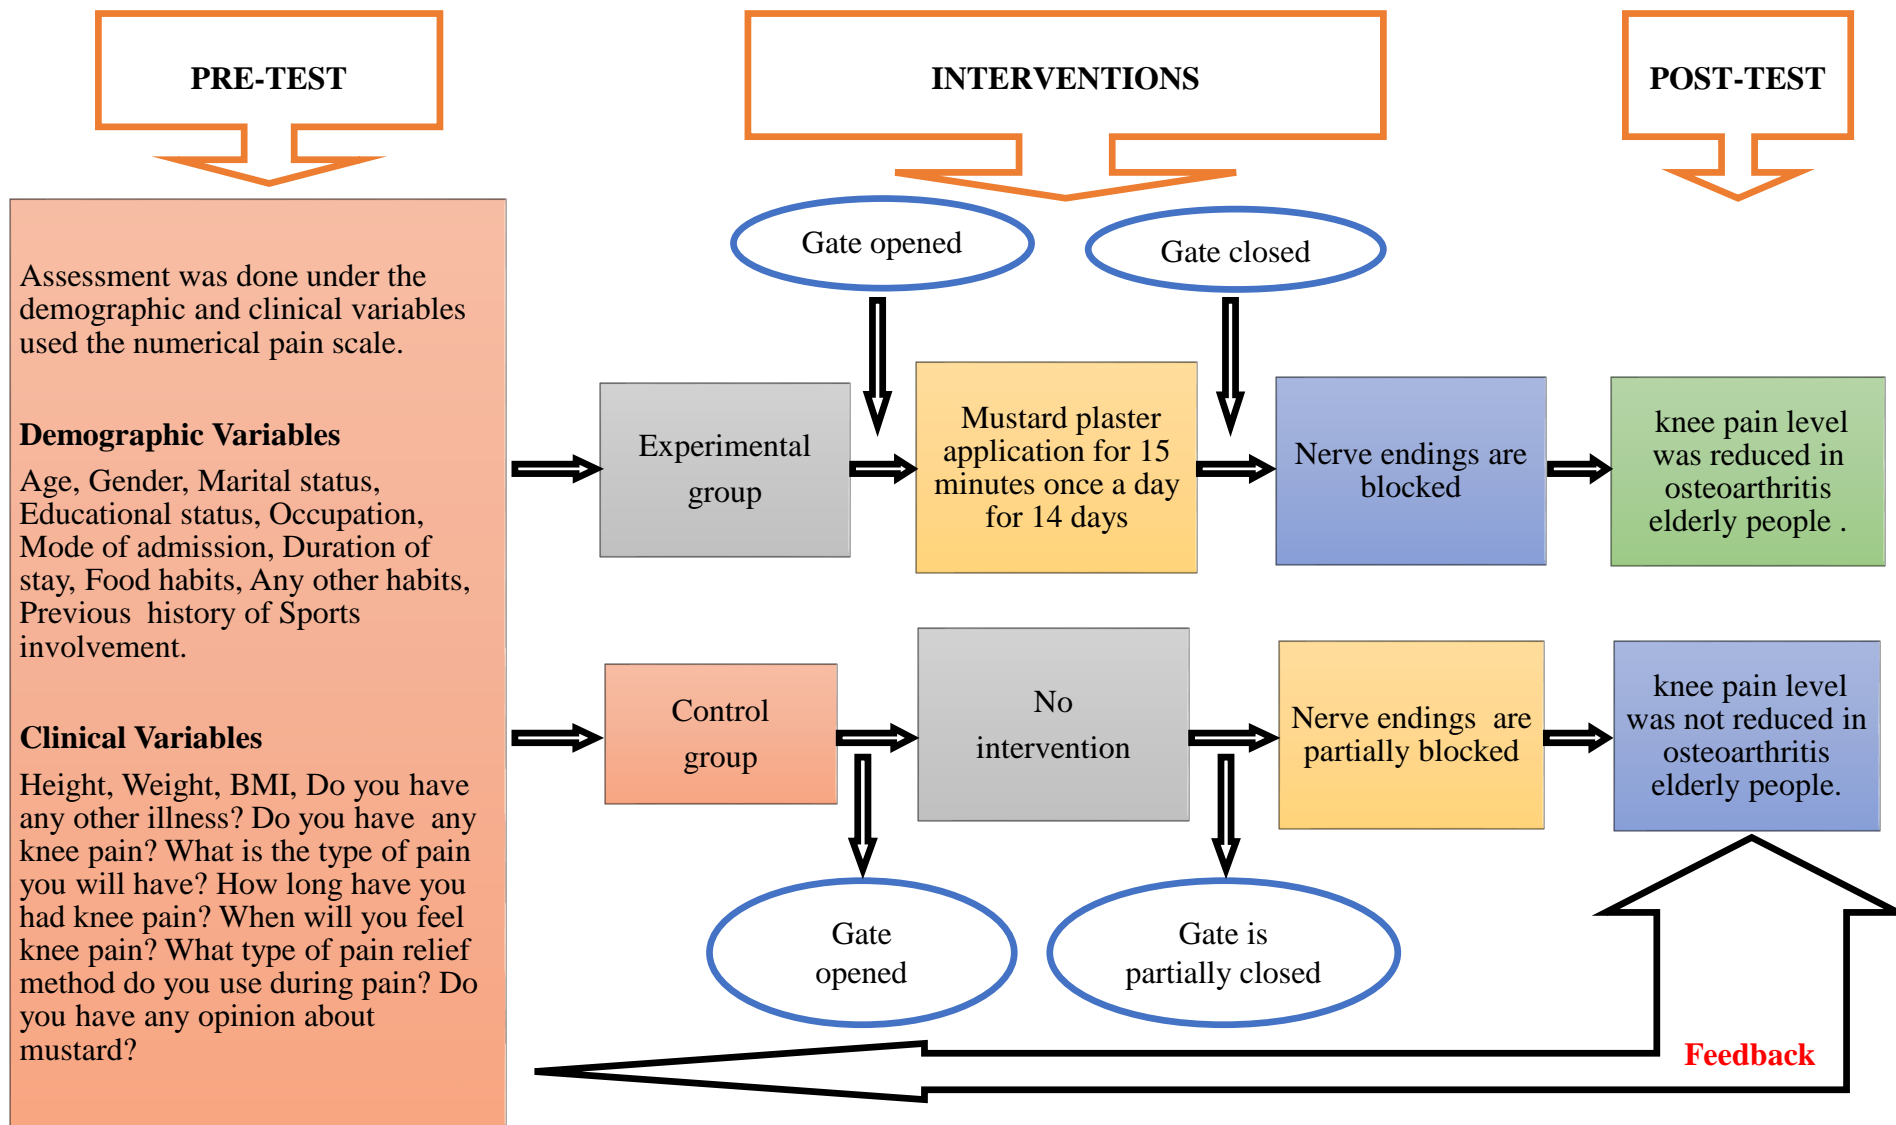 PRE-TEST
INTERVENTIONS
POST-TEST
Assessment was done under the
demographic and clinical variables
used the numerical pain scale.
Demographic Variables
Age, Gender, Marital status,
Educational status, Occupation,
Mode of admission, Duration of
stay, Food habits, Any other habits,
Previous history of Sports
involvement.
Clinical Variables
Height, Weight, BMI, Do you have
any other illness? Do you have any
knee pain? What is the type of pain
you will have? How long have you
had knee pain? When will you feel
knee pain? What type of pain relief
method do you use during pain? Do
you have any opinion about
mustard?
Gate opened
Gate closed
Experimental
group
Mustard plaster
application for 15
minutes once a day
for 14 days
Nerve endings are
blocked
knee pain level
was reduced in
osteoarthritis
elderly people .
Control
group
No
intervention
Nerve endings are
partially blocked
knee pain level
was not reduced in
osteoarthritis
elderly people.
Gate
opened
Gate is
partially closed
Feedback